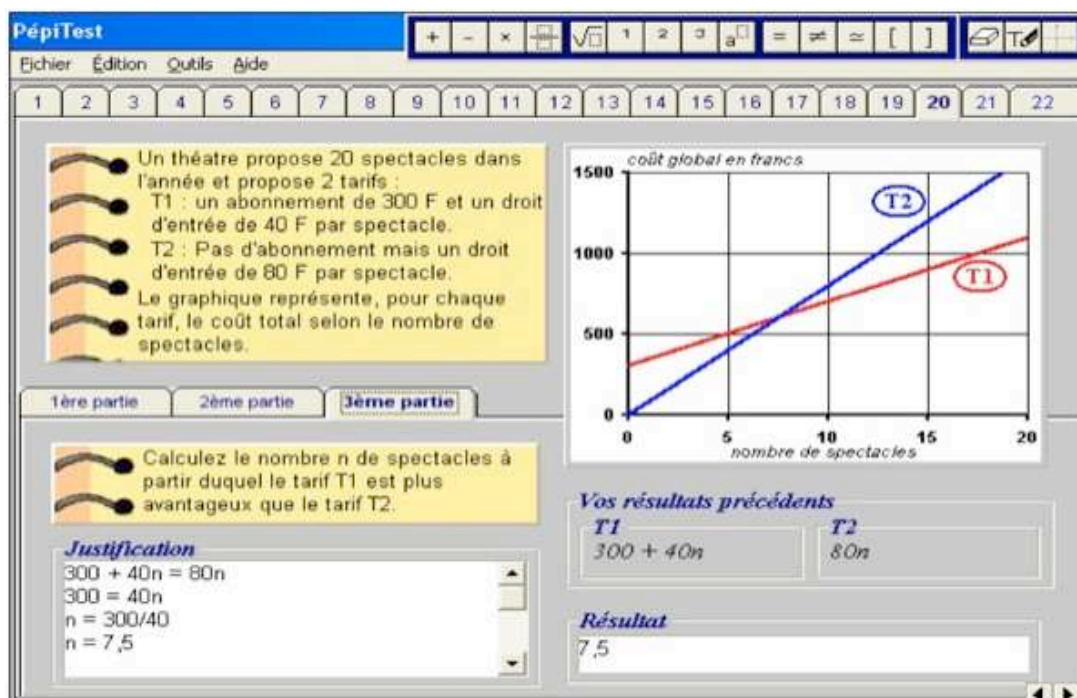 PépiTest
+ - × √ 1 2 3 a = ≠ ≃ [ ] T
Fichier Édition Outils Aide
1 2 3 4 5 6 7 8 9 10 11 12 13 14 15 16 17 18 19 20 21 22
Un théatre propose 20 spectacles dans
l'année et propose 2 tarifs :
T1 : un abonnement de 300 F et un droit
d'entrée de 40 F par spectacle.
T2 : Pas d'abonnement mais un droit
d'entrée de 80 F par spectacle.
Le graphique représente, pour chaque
tarif, le coût total selon le nombre de
spectacles.
coût global en francs
1500
T2
1000
T1
500
0
0 5 10 15 20
nombre de spectacles
1ère partie 2ème partie 3ème partie
Calculez le nombre n de spectacles à
partir duquel le tarif T1 est plus
avantageux que le tarif T2.
Justification
300 + 40n = 80n
300 = 40n
n = 300/40
n = 7,5
Vos résultats précédents
T1 T2
300 + 40n 80n
Résultat
7,5